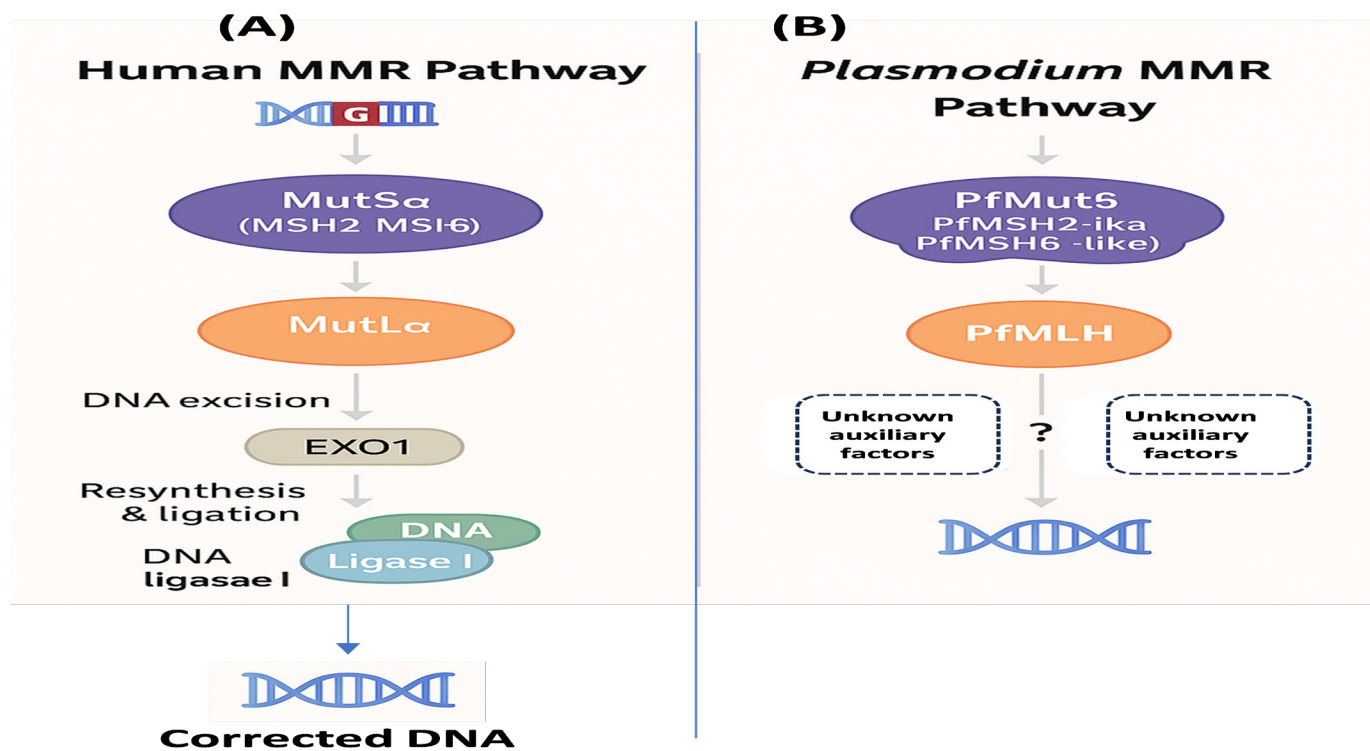 (A)
Human MMR Pathway
G
MutSα
(MSH2 MSI-6)
MutLα
DNA excision
EXO1
Resynthesis
& ligation
DNA
Ligase I
DNA
ligasae I
Corrected DNA
(B)
Plasmodium MMR
Pathway
PfMutS
PfMSH2-ika
PfMSH6 -like)
PfMLH
Unknown
auxiliary
factors
?
Unknown
auxiliary
factors